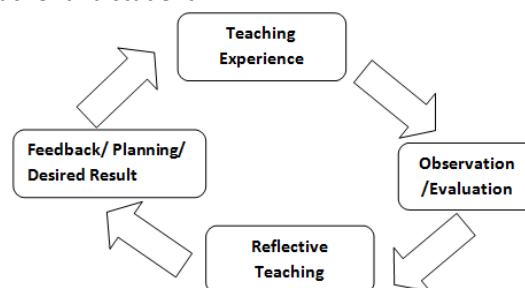 Teaching
Experience
Observation
/Evaluation
Reflective
Teaching
Feedback/ Planning/
Desired Result